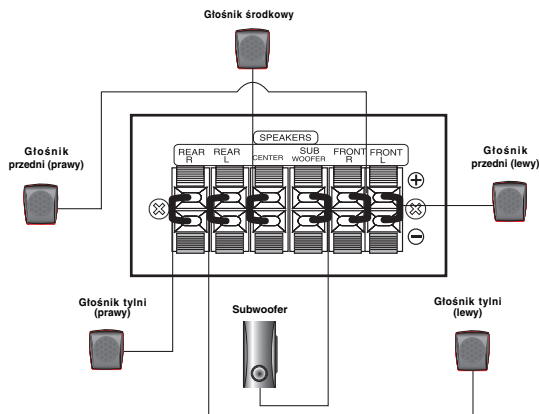 Głośnik środkowy
Głośnik
przedni (prawy)
Głośnik
przedni (lewy)
SPEAKERS
REAR
R
REAR
L
CENTER
SUB
WOOFER
FRONT
R
FRONT
L
+
−
Głośnik tylni
(prawy)
Subwoofer
Głośnik tylni
(lewy)